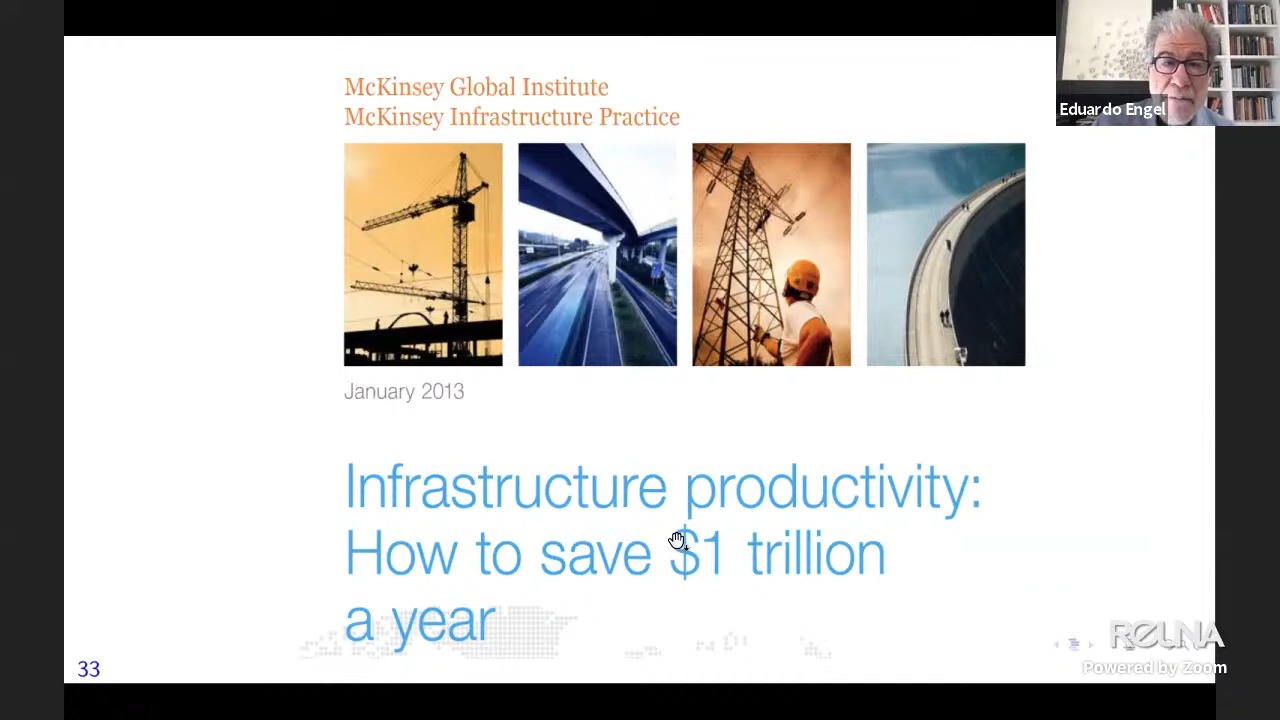 McKinsey Global Institute
McKinsey Infrastructure Practice
Eduardo Engel
January 2013
Infrastructure productivity:
How to save $1 trillion
a year
33
RELINA
Powered by Zoom